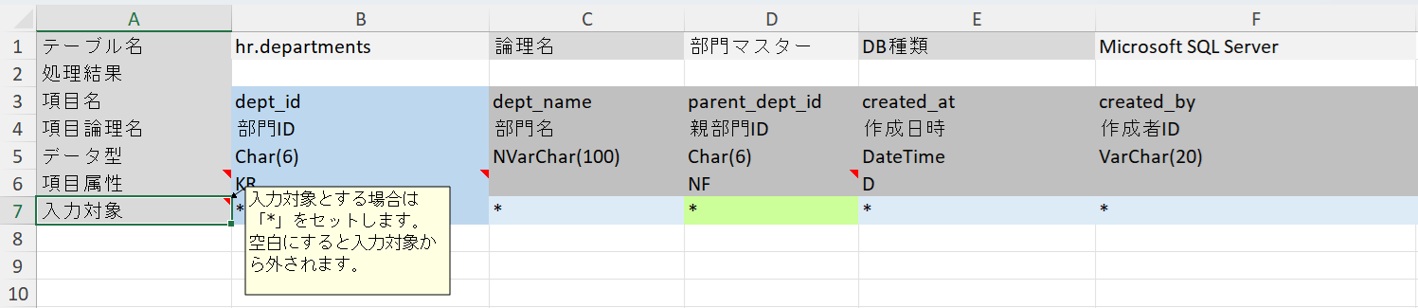 A B C D E F
1 テーブル名 hr.departments 論理名 部門マスター DB種類 Microsoft SQL Server
2 処理結果
3 項目名 dept_id dept_name parent_dept_id created_at created_by
4 項目論理名 部門ID 部門名 親部門ID 作成日時 作成者ID
5 データ型 Char(6) NVarChar(100) Char(6) DateTime VarChar(20)
6 項目属性 KR NF D
7 入力対象 * * * * *
入力対象とする場合は
「*」をセットします。
空白にすると入力対象か
ら外されます。
8
9
10